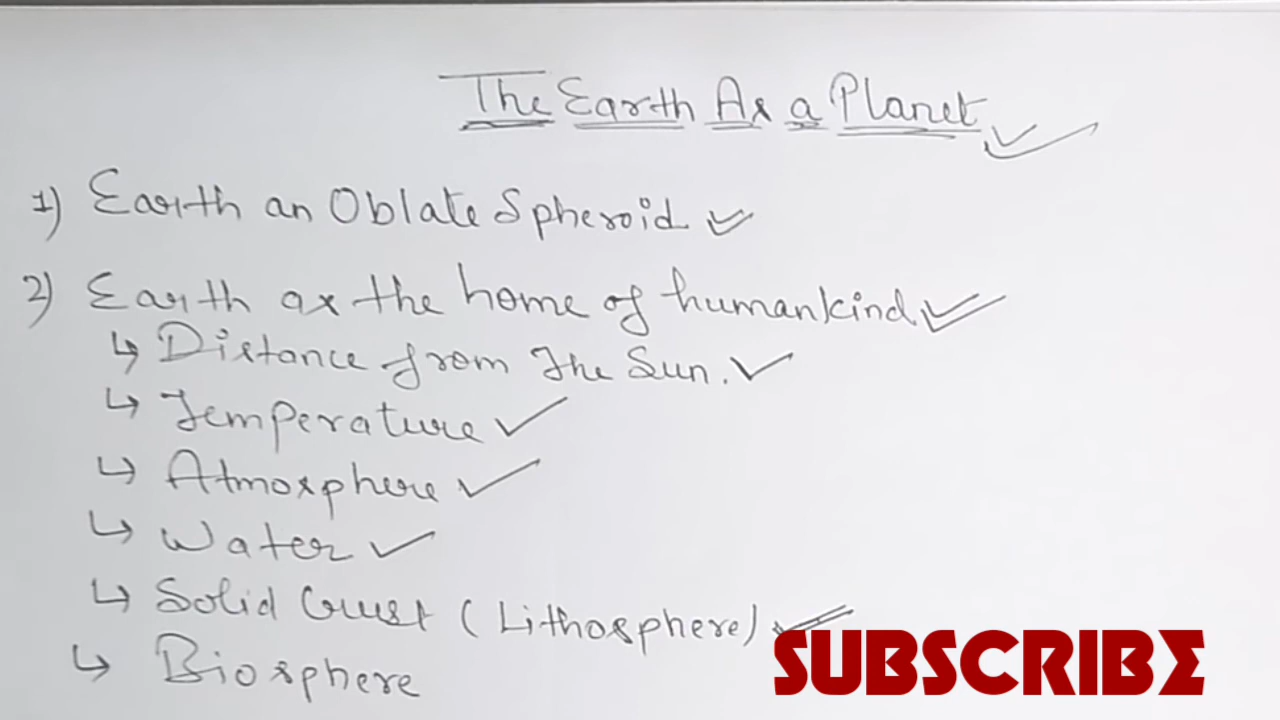 The Earth As a Planet
1) Earth an Oblate Spheroid
2) Earth as the home of humankind
↳ Distance from the Sun.
↳ Temperature
↳ Atmosphere
↳ Water
↳ Solid Crust (Lithosphere)
↳ Biosphere
SUBSCRIBE